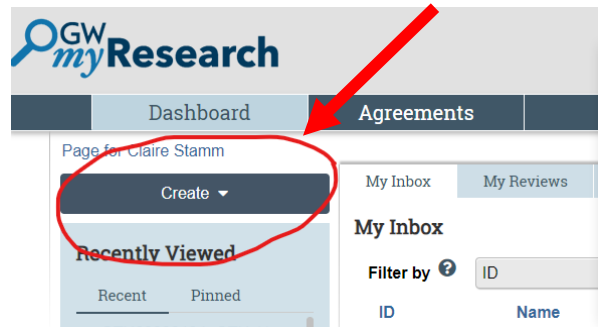 GW
myResearch
Dashboard
Agreements
Page for Claire Stamm
Create
My Inbox
My Reviews
Recently Viewed
My Inbox
Filter by ? ID
Recent
Pinned
ID
Name